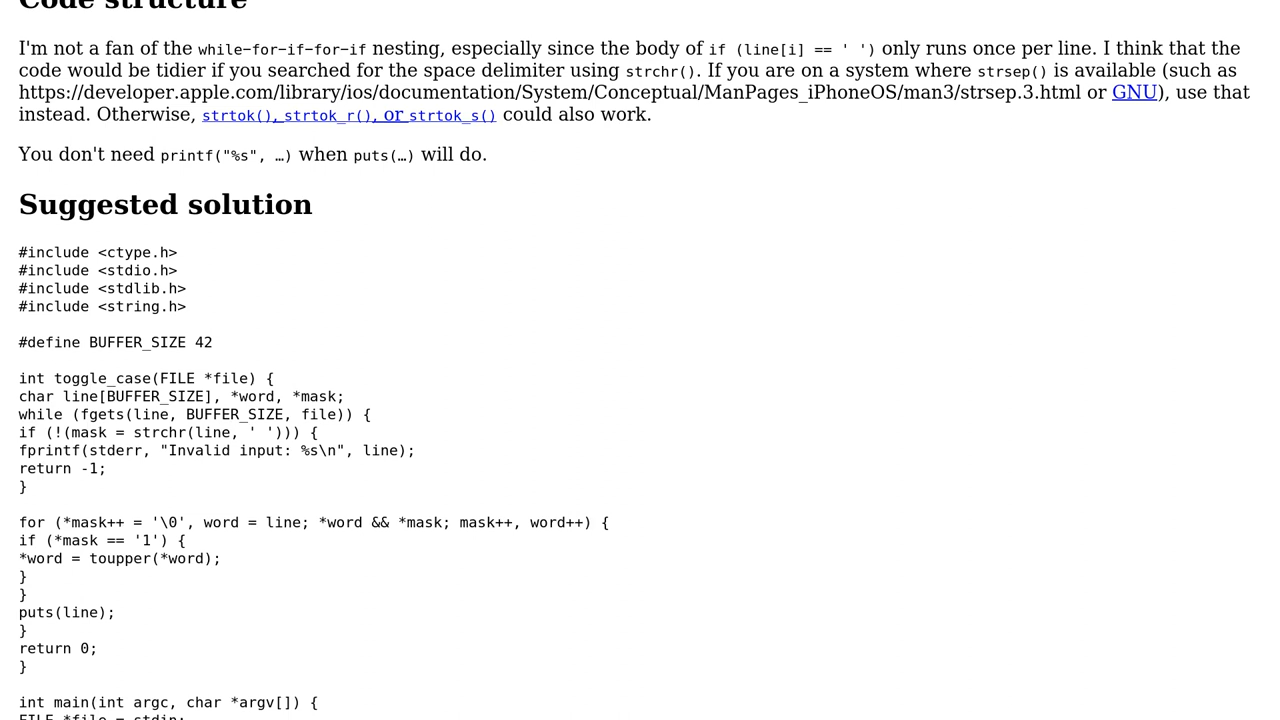 Code structure
I'm not a fan of the while-for-if-for-if nesting, especially since the body of if (line[i] == ' ') only runs once per line. I think that the
code would be tidier if you searched for the space delimiter using strchr(). If you are on a system where strsep() is available (such as
https://developer.apple.com/library/ios/documentation/System/Conceptual/ManPages_iPhoneOS/man3/strsep.3.html or GNU), use that
instead. Otherwise, strtok(), strtok_r(), or strtok_s() could also work.
You don't need printf("%s", …) when puts(…) will do.
Suggested solution
#include <ctype.h>
#include <stdio.h>
#include <stdlib.h>
#include <string.h>
#define BUFFER_SIZE 42
int toggle_case(FILE *file) {
char line[BUFFER_SIZE], *word, *mask;
while (fgets(line, BUFFER_SIZE, file)) {
if (!(mask = strchr(line, ' '))) {
fprintf(stderr, "Invalid input: %s\n", line);
return -1;
}
for (*mask++ = '\0', word = line; *word && *mask; mask++, word++) {
if (*mask == '1') {
*word = toupper(*word);
}
}
puts(line);
}
return 0;
}
int main(int argc, char *argv[]) {
FILE *file = stdin;